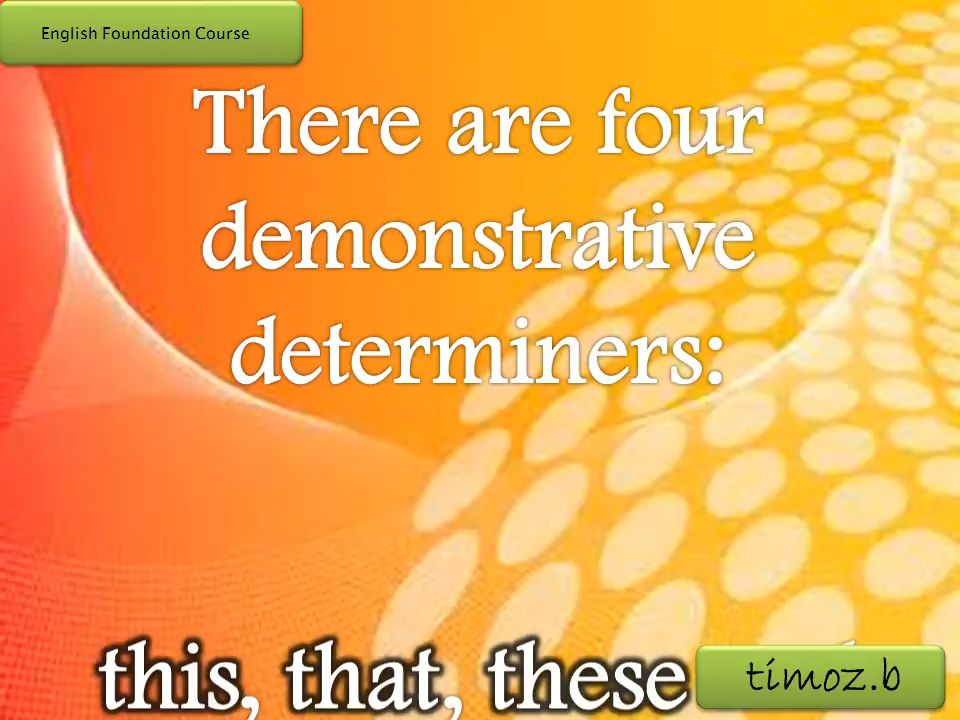 English Foundation Course
There are four
demonstrative
determiners:
this, that, these
timoz.b